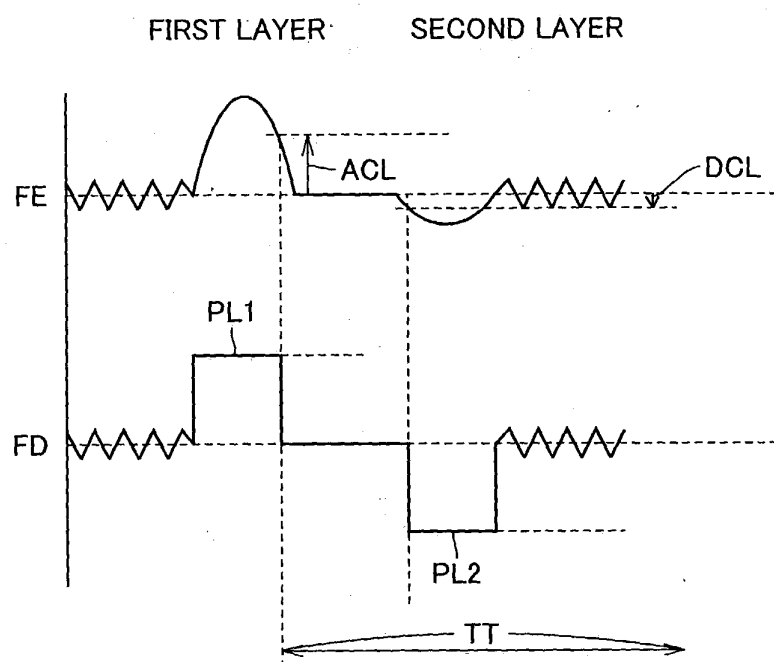 FIRST LAYER
SECOND LAYER
ACL
DCL
FE
PL1
FD
PL2
TT